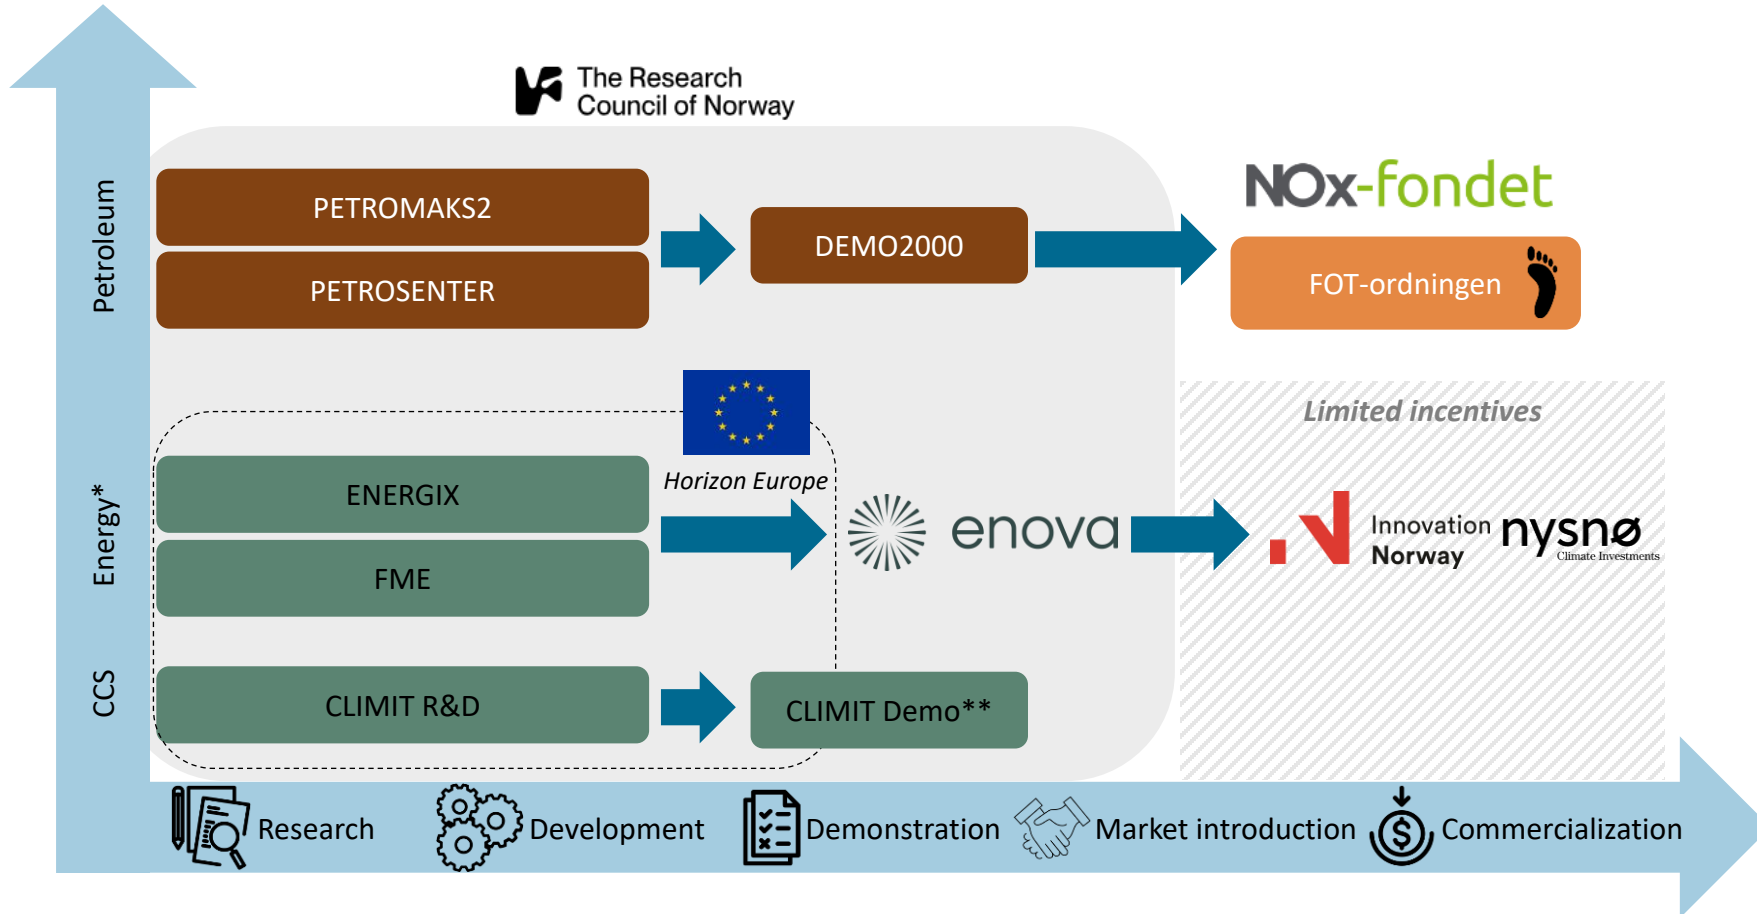 The Research
Council of Norway
Petroleum
PETROMAKS2
PETROSENTER
DEMO2000
NOx-fondet
FOT-ordningen
Horizon Europe
Limited incentives
Energy*
ENERGIX
FME
enova
Innovation
Norway
nysnø
Climate Investments
CCS
CLIMIT R&D
CLIMIT Demo**
Research
Development
Demonstration
Market introduction
$
Commercialization